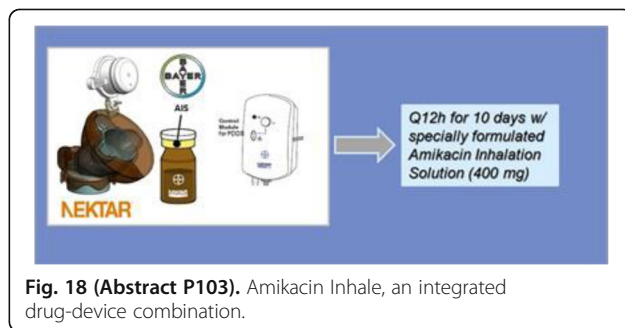 BAYER
BAYER
AIS
Control
Module
for PDDS
NEKTAR
Q12h for 10 days w/
specially formulated
Amikacin Inhalation
Solution (400 mg)
Fig. 18 (Abstract P103). Amikacin Inhale, an integrated
drug-device combination.